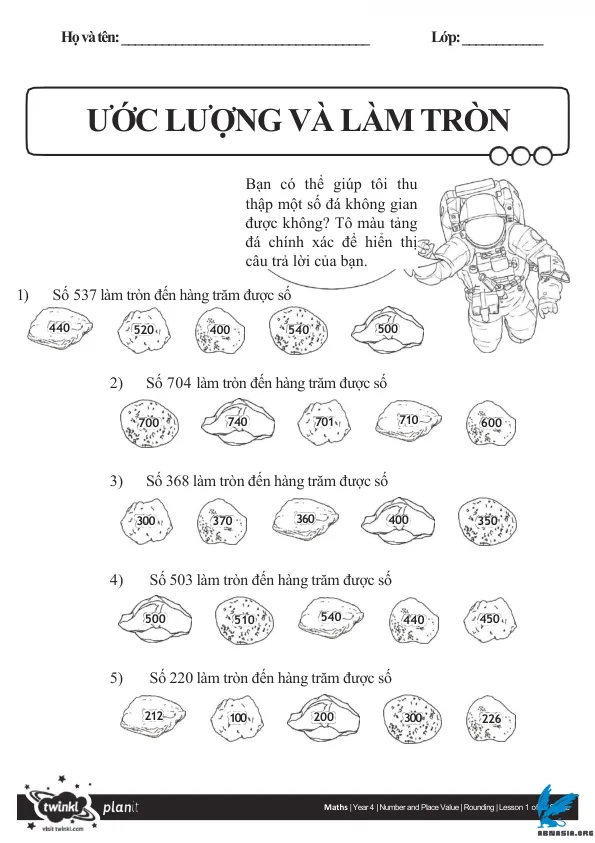 Họ và tên: ____________________ Lớp: ____________
ƯỚC LƯỢNG VÀ LÀM TRÒN
Bạn có thể giúp tôi thu
thập một số đá không gian
được không? Tô màu tảng
đá chính xác để hiển thị
câu trả lời của bạn.
1) Số 537 làm tròn đến hàng trăm được số
440 520 400 540 500
2) Số 704 làm tròn đến hàng trăm được số
700 740 701 710 600
3) Số 368 làm tròn đến hàng trăm được số
300 370 360 400 350
4) Số 503 làm tròn đến hàng trăm được số
500 510 540 440 450
5) Số 220 làm tròn đến hàng trăm được số
212 100 200 300 226
twinkl planit Maths | Year 4 | Number and Place Value | Rounding | Lesson 1 of
visit twinkl.com
ABNASIA.ORG